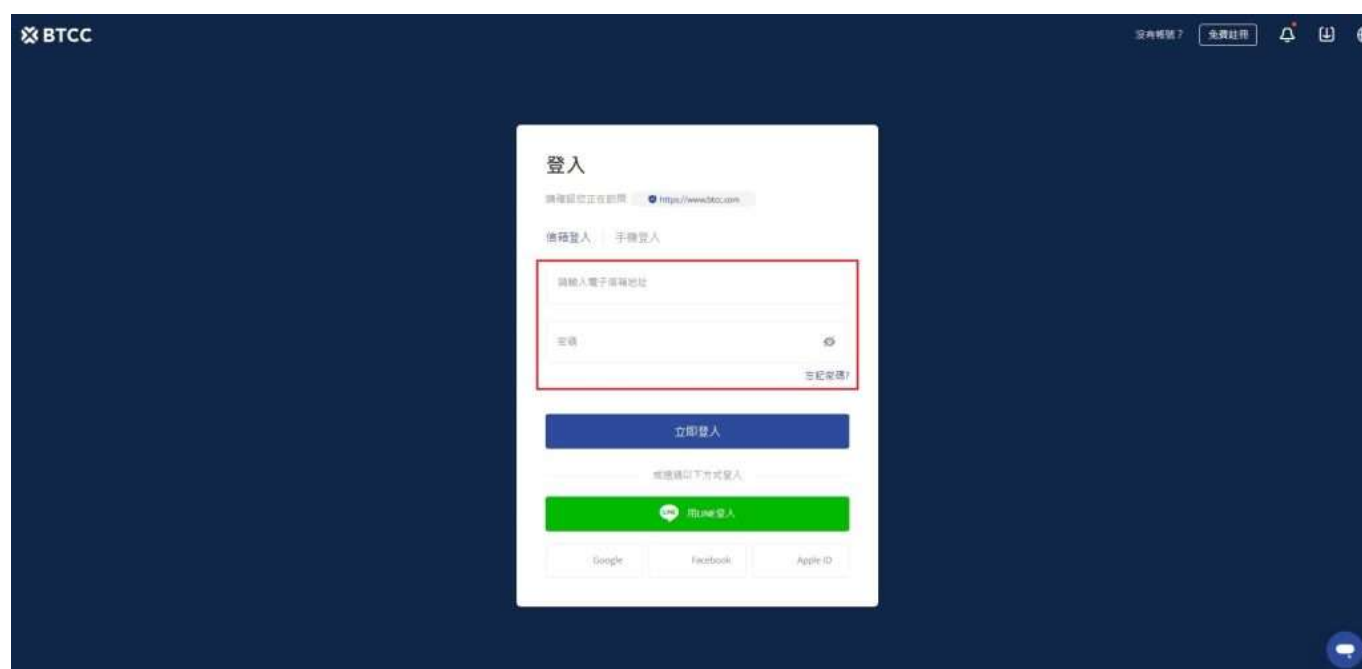 BTCC
沒有帳號？ 免費註冊
登入
請確認您正在訪問 https://www.btcc.com
信箱登入 手機登入
請輸入電子信箱地址
密碼
忘記密碼?
立即登入
或透過以下方式登入
LINE 用LINE登入
Google Facebook Apple ID